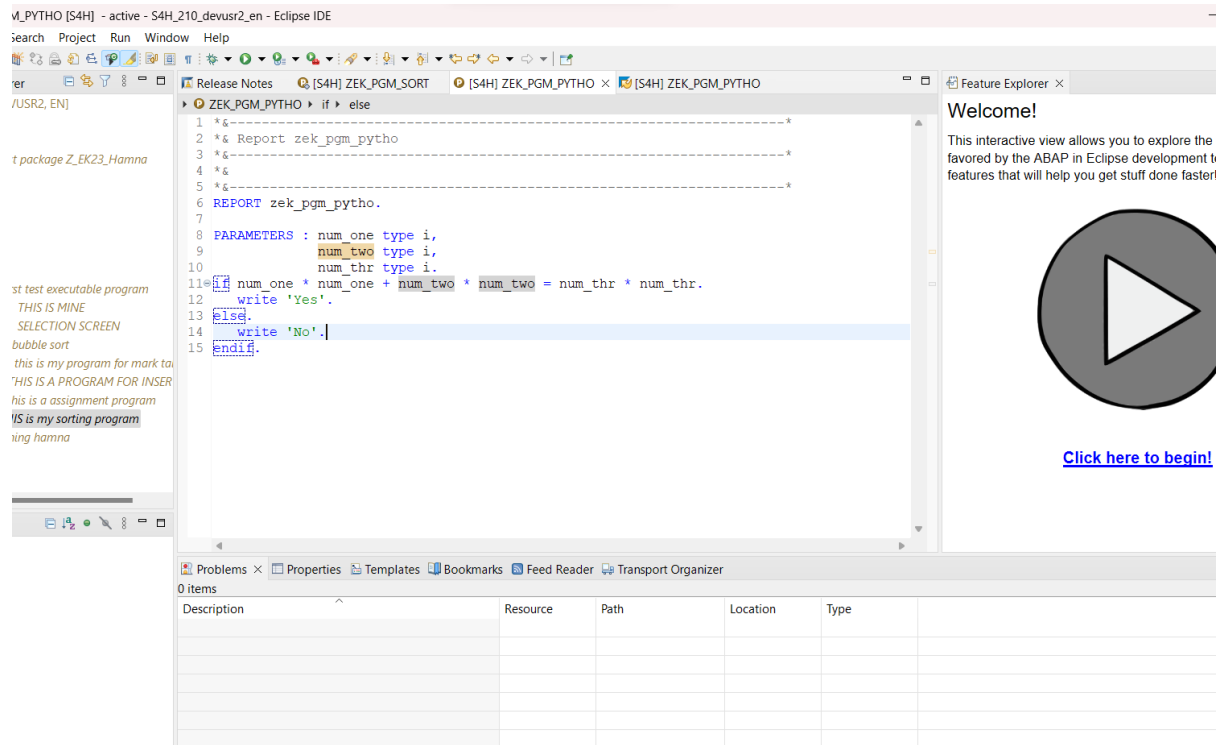 M_PYTHO [S4H] - active - S4H_210_devusr2_en - Eclipse IDE
Search Project Run Window Help
rer
Release Notes [S4H] ZEK_PGM_SORT [S4H] ZEK_PGM_PYTHO [S4H] ZEK_PGM_PYTHO
Feature Explorer
/USR2, EN]
t package Z_EK23_Hamna
rst test executable program
THIS IS MINE
SELECTION SCREEN
bubble sort
this is my program for mark tal
THIS IS A PROGRAM FOR INSER
his is a assignment program
IS is my sorting program
ning hamna
ZEK_PGM_PYTHO if else
1 *&---------------------------------------------------------------------*
2 *& Report zek_pgm_pytho
3 *&---------------------------------------------------------------------*
4 *&
5 *&---------------------------------------------------------------------*
6 REPORT zek_pgm_pytho.
7
8 PARAMETERS : num_one type i,
9 num_two type i,
10 num_thr type i.
11 if num_one * num_one + num_two * num_two = num_thr * num_thr.
12 write 'Yes'.
13 else.
14 write 'No'.
15 endif.
Welcome!
This interactive view allows you to explore the
favored by the ABAP in Eclipse development te
features that will help you get stuff done faster!
Click here to begin!
Problems Properties Templates Bookmarks Feed Reader Transport Organizer
0 items
Description Resource Path Location Type